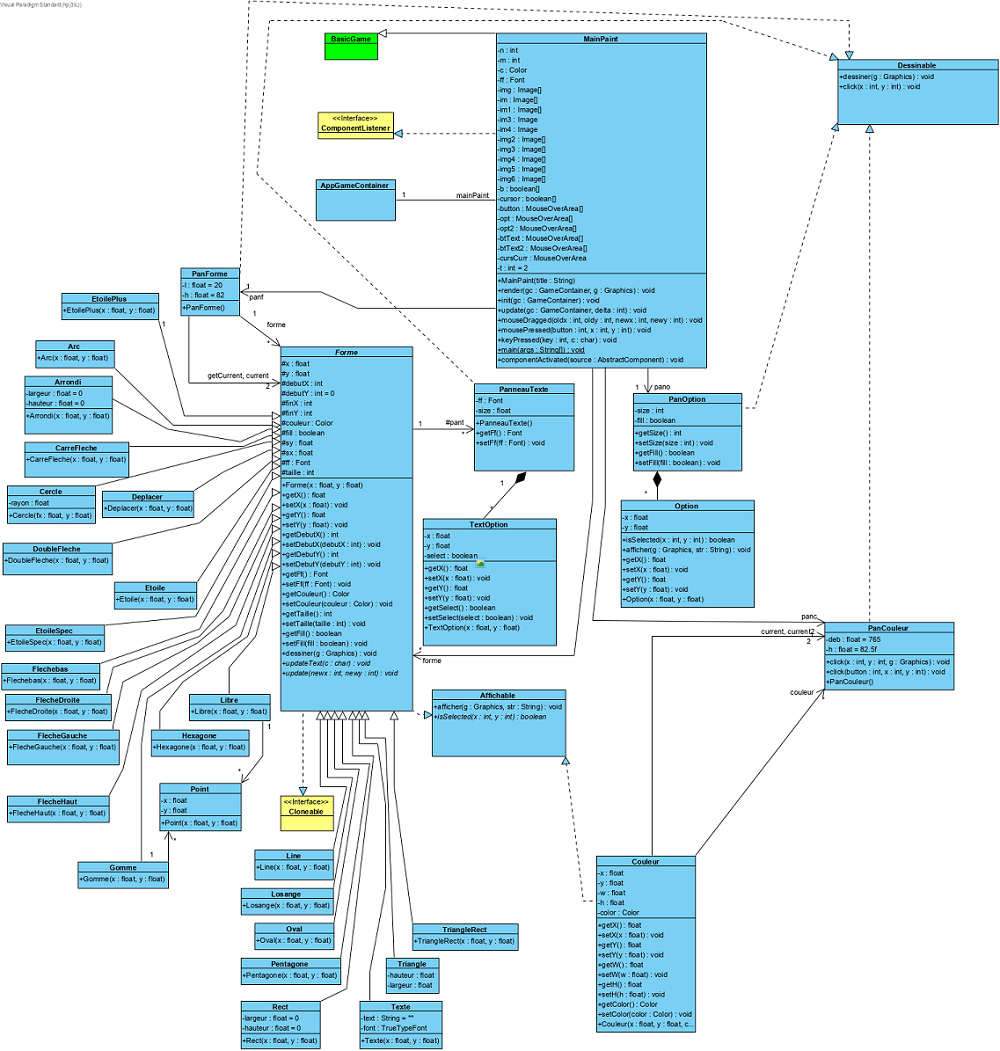 Visual Paradigm Standard(hp(ISIL))
BasicGame
MainPaint
-n : int
-m : int
-c : Color
-ff : Font
-img : Image[]
-im : Image[]
-im1 : Image[]
-im3 : Image
-im4 : Image
-img2 : Image[]
-img3 : Image[]
-img4 : Image[]
-img5 : Image[]
-img6 : Image[]
-b : boolean[]
-cursor : boolean[]
-button : MouseOverArea[]
-opt : MouseOverArea[]
-opt2 : MouseOverArea[]
-btText : MouseOverArea[]
-btText2 : MouseOverArea[]
-cursCurr : MouseOverArea
-t : int = 2
+MainPaint(title : String)
+render(gc : GameContainer, g : Graphics) : void
+init(gc : GameContainer) : void
+update(gc : GameContainer, delta : int) : void
+mouseDragged(oldx : int, oldy : int, newx : int, newy : int) : void
+mousePressed(button : int, x : int, y : int) : void
+keyPressed(key : int, c : char) : void
+main(args : String[]) : void
+componentActivated(source : AbstractComponent) : void
Dessinable
+dessiner(g : Graphics) : void
+click(x : int, y : int) : void
<<Interface>>
ComponentListener
AppGameContainer
1
mainPaint
PanForme
-l : float = 20
-h : float = 82
+PanForme()
1
panf
1
forme
getCurrent, current
2
EtoilePlus
+EtoilePlus(x : float, y : float)
1
Arc
+Arc(x : float, y : float)
Arrondi
-largeur : float = 0
-hauteur : float = 0
+Arrondi(x : float, y : float)
CarreFleche
+CarreFleche(x : float, y : float)
Cercle
-rayon : float
+Cercle(fx : float, y : float)
Deplacer
+Deplacer(x : float, y : float)
DoubleFleche
+DoubleFleche(x : float, y : float)
Etoile
+Etoile(x : float, y : float)
EtoileSpec
+EtoileSpec(x : float, y : float)
Flechebas
+Flechebas(x : float, y : float)
FlecheDroite
+FlecheDroite(x : float, y : float)
FlecheGauche
+FlecheGauche(x : float, y : float)
FlecheHaut
+FlecheHaut(x : float, y : float)
Libre
+Libre(x : float, y : float)
1
*
Hexagone
+Hexagone(x : float, y : float)
Point
-x : float
-y : float
+Point(x : float, y : float)
*
1
Gomme
+Gomme(x : float, y : float)
Forme
#x : float
#y : float
#debutX : int
#debutY : int = 0
#finX : int
#finY : int
#couleur : Color
#fill : boolean
#sy : float
#sx : float
#ff : Font
#taille : int
+Forme(x : float, y : float)
+getX() : float
+setX(x : float) : void
+getY() : float
+setY(y : float) : void
+getDebutX() : int
+setDebutX(debutX : int) : void
+getDebutY() : int
+setDebutY(debutY : int) : void
+getFf() : Font
+setFf(ff : Font) : void
+getCouleur() : Color
+setCouleur(couleur : Color) : void
+getTaille() : int
+setTaille(taille : int) : void
+getFill() : boolean
+setFill(fill : boolean) : void
+dessiner(g : Graphics) : void
+updateText(c : char) : void
+update(newx : int, newy : int) : void
1
#pant
*
PanneauTexte
-ff : Font
-size : float
+PanneauTexte()
+getFf() : Font
+setFf(ff : Font) : void
1
*
TextOption
-x : float
-y : float
-select : boolean
+getX() : float
+setX(x : float) : void
+getY() : float
+setY(y : float) : void
+getSelect() : boolean
+setSelect(select : boolean) : void
+TextOption(x : float, y : float)
*
forme
1
pano
PanOption
-size : int
-fill : boolean
+getSize() : int
+setSize(size : int) : void
+getFill() : boolean
+setFill(fill : boolean) : void
*
Option
-x : float
-y : float
+isSelected(x : int, y : int) : boolean
+afficher(g : Graphics, str : String) : void
+getX() : float
+setX(x : float) : void
+getY() : float
+setY(y : float) : void
+Option(x : float, y : float)
panc
current, current2
2
couleur
PanCouleur
-deb : float = 765
-h : float = 82.5f
+click(x : int, y : int, g : Graphics) : void
+click(button : int, x : int, y : int) : void
+PanCouleur()
Affichable
+afficher(g : Graphics, str : String) : void
+isSelected(x : int, y : int) : boolean
<<Interface>>
Cloneable
Line
+Line(x : float, y : float)
Losange
+Losange(x : float, y : float)
Oval
+Oval(x : float, y : float)
Pentagone
+Pentagone(x : float, y : float)
Rect
-largeur : float = 0
-hauteur : float = 0
+Rect(x : float, y : float)
TriangleRect
+TriangleRect(x : float, y : float)
Triangle
-hauteur : float
-largeur : float
Texte
-text : String = ""
-font : TrueTypeFont
+Texte(x : float, y : float)
Couleur
-x : float
-y : float
-w : float
-h : float
-color : Color
+getX() : float
+setX(x : float) : void
+getY() : float
+setY(y : float) : void
+getW() : float
+setW(w : float) : void
+getH() : float
+setH(h : float) : void
+getColor() : Color
+setColor(color : Color) : void
+Couleur(x : float, y : float, c...